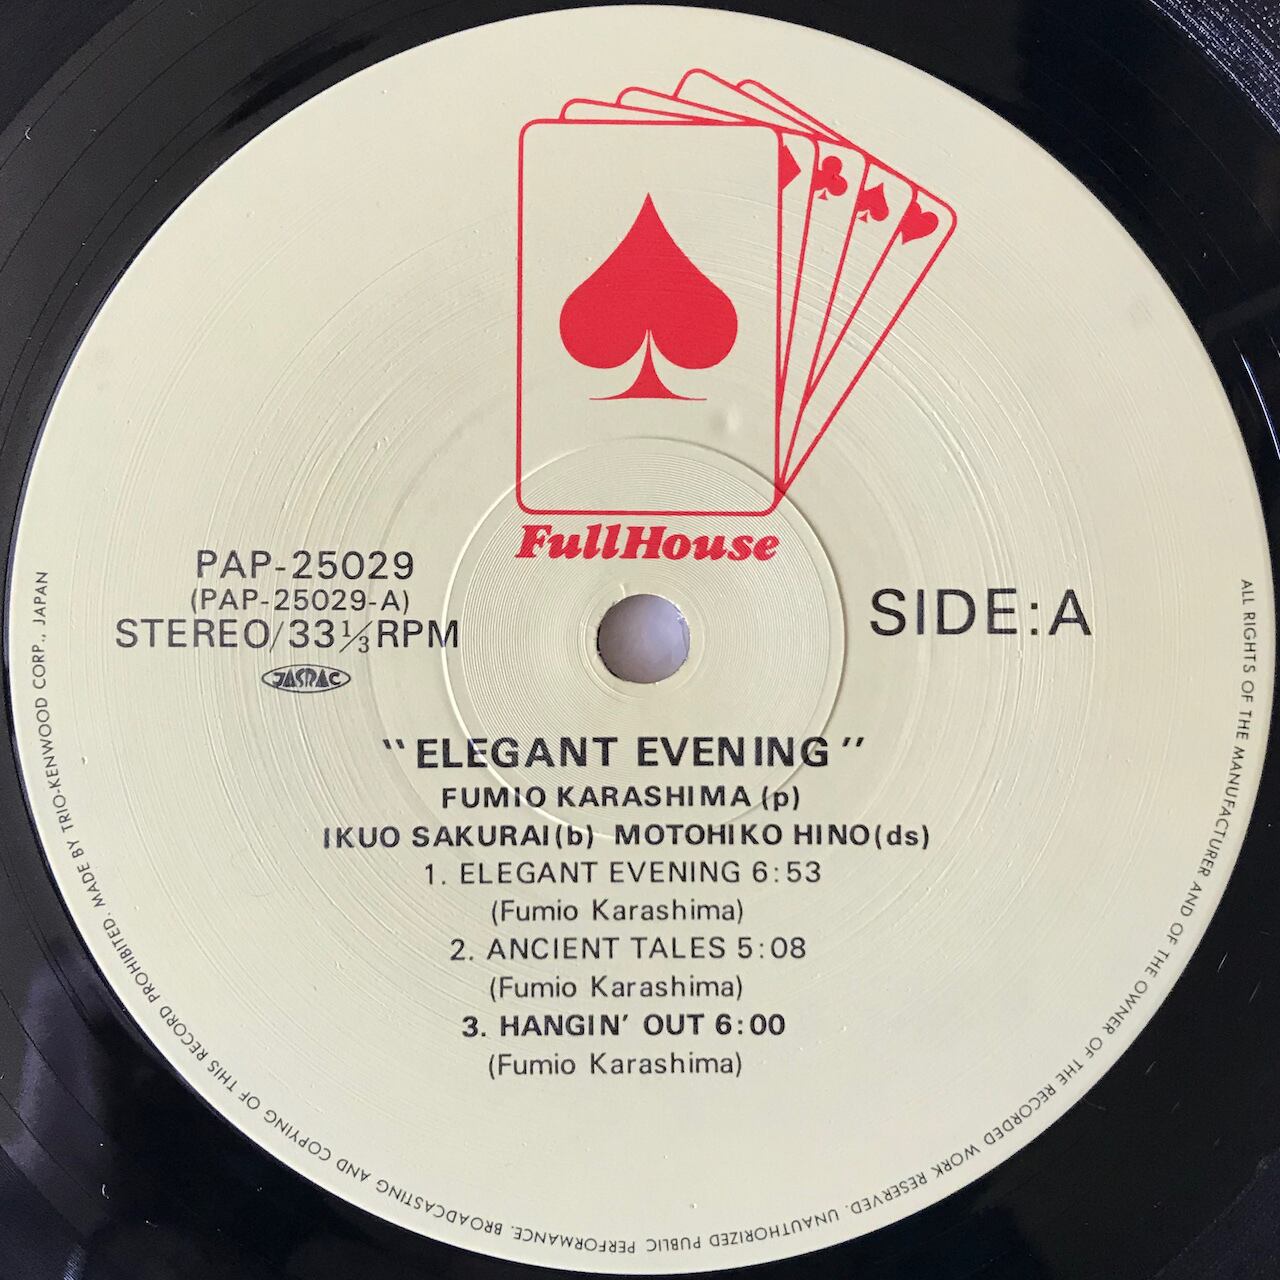 FullHouse
PAP-25029
(PAP-25029-A)
STEREO/33⅓RPM
JASRAC
SIDE:A
"ELEGANT EVENING"
FUMIO KARASHIMA (p)
IKUO SAKURAI(b) MOTOHIKO HINO(ds)
1. ELEGANT EVENING 6:53
(Fumio Karashima)
2. ANCIENT TALES 5:08
(Fumio Karashima)
3. HANGIN' OUT 6:00
(Fumio Karashima)
ALL RIGHTS OF THE MANUFACTURER AND OF THE OWNER OF THE RECORDED WORK RESERVED. UNAUTHORIZED PUBLIC PERFORMANCE. BROADCASTING AND COPYING OF THIS RECORD PROHIBITED. MADE BY TRIO-KENWOOD CORP., JAPAN